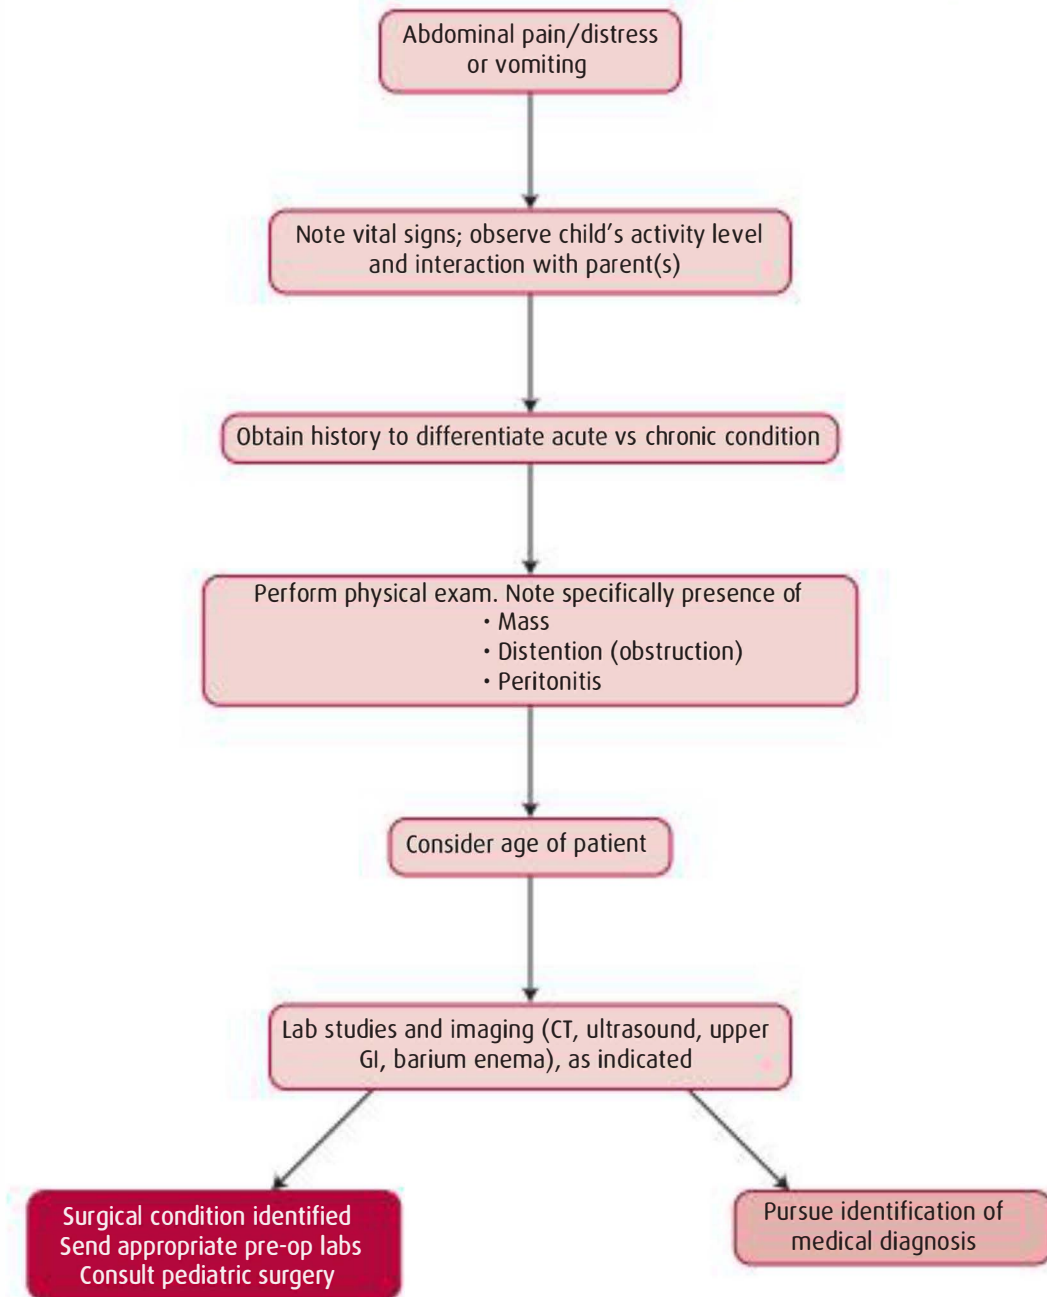 Abdominal pain/distress
or vomiting
Note vital signs; observe child’s activity level
and interaction with parent(s)
Obtain history to differentiate acute vs chronic condition
Perform physical exam. Note specifically presence of
• Mass
• Distention (obstruction)
• Peritonitis
Consider age of patient
Lab studies and imaging (CT, ultrasound, upper
GI, barium enema), as indicated
Surgical condition identified
Send appropriate pre-op labs
Consult pediatric surgery
Pursue identification of
medical diagnosis